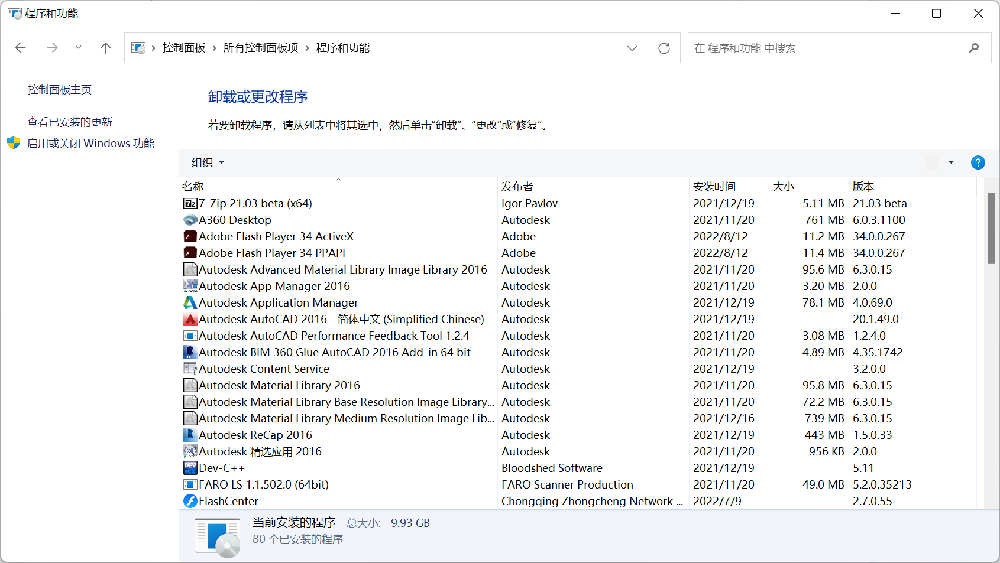 程序和功能
控制面板 › 所有控制面板项 › 程序和功能
在 程序和功能 中搜索
控制面板主页
查看已安装的更新
启用或关闭 Windows 功能
卸载或更改程序
若要卸载程序，请从列表中将其选中，然后单击“卸载”、“更改”或“修复”。
组织
名称 发布者 安装时间 大小 版本
7-Zip 21.03 beta (x64) Igor Pavlov 2021/12/19 5.11 MB 21.03 beta
A360 Desktop Autodesk 2021/11/20 761 MB 6.0.3.1100
Adobe Flash Player 34 ActiveX Adobe 2022/8/12 11.2 MB 34.0.0.267
Adobe Flash Player 34 PPAPI Adobe 2022/8/12 11.4 MB 34.0.0.267
Autodesk Advanced Material Library Image Library 2016 Autodesk 2021/11/20 95.6 MB 6.3.0.15
Autodesk App Manager 2016 Autodesk 2021/11/20 3.20 MB 2.0.0
Autodesk Application Manager Autodesk 2021/12/19 78.1 MB 4.0.69.0
Autodesk AutoCAD 2016 - 简体中文 (Simplified Chinese) Autodesk 2021/12/19 20.1.49.0
Autodesk AutoCAD Performance Feedback Tool 1.2.4 Autodesk 2021/11/20 3.08 MB 1.2.4.0
Autodesk BIM 360 Glue AutoCAD 2016 Add-in 64 bit Autodesk 2021/11/20 4.89 MB 4.35.1742
Autodesk Content Service Autodesk 2021/12/19 3.2.0.0
Autodesk Material Library 2016 Autodesk 2021/11/20 95.8 MB 6.3.0.15
Autodesk Material Library Base Resolution Image Library... Autodesk 2021/11/20 72.2 MB 6.3.0.15
Autodesk Material Library Medium Resolution Image Lib... Autodesk 2021/12/16 739 MB 6.3.0.15
Autodesk ReCap 2016 Autodesk 2021/12/19 443 MB 1.5.0.33
Autodesk 精选应用 2016 Autodesk 2021/11/20 956 KB 2.0.0
Dev-C++ Bloodshed Software 2021/12/19 5.11
FARO LS 1.1.502.0 (64bit) FARO Scanner Production 2021/11/20 49.0 MB 5.2.0.35213
FlashCenter Chongqing Zhongcheng Network ... 2022/7/9 2.7.0.55
当前安装的程序 总大小: 9.93 GB
80 个已安装的程序